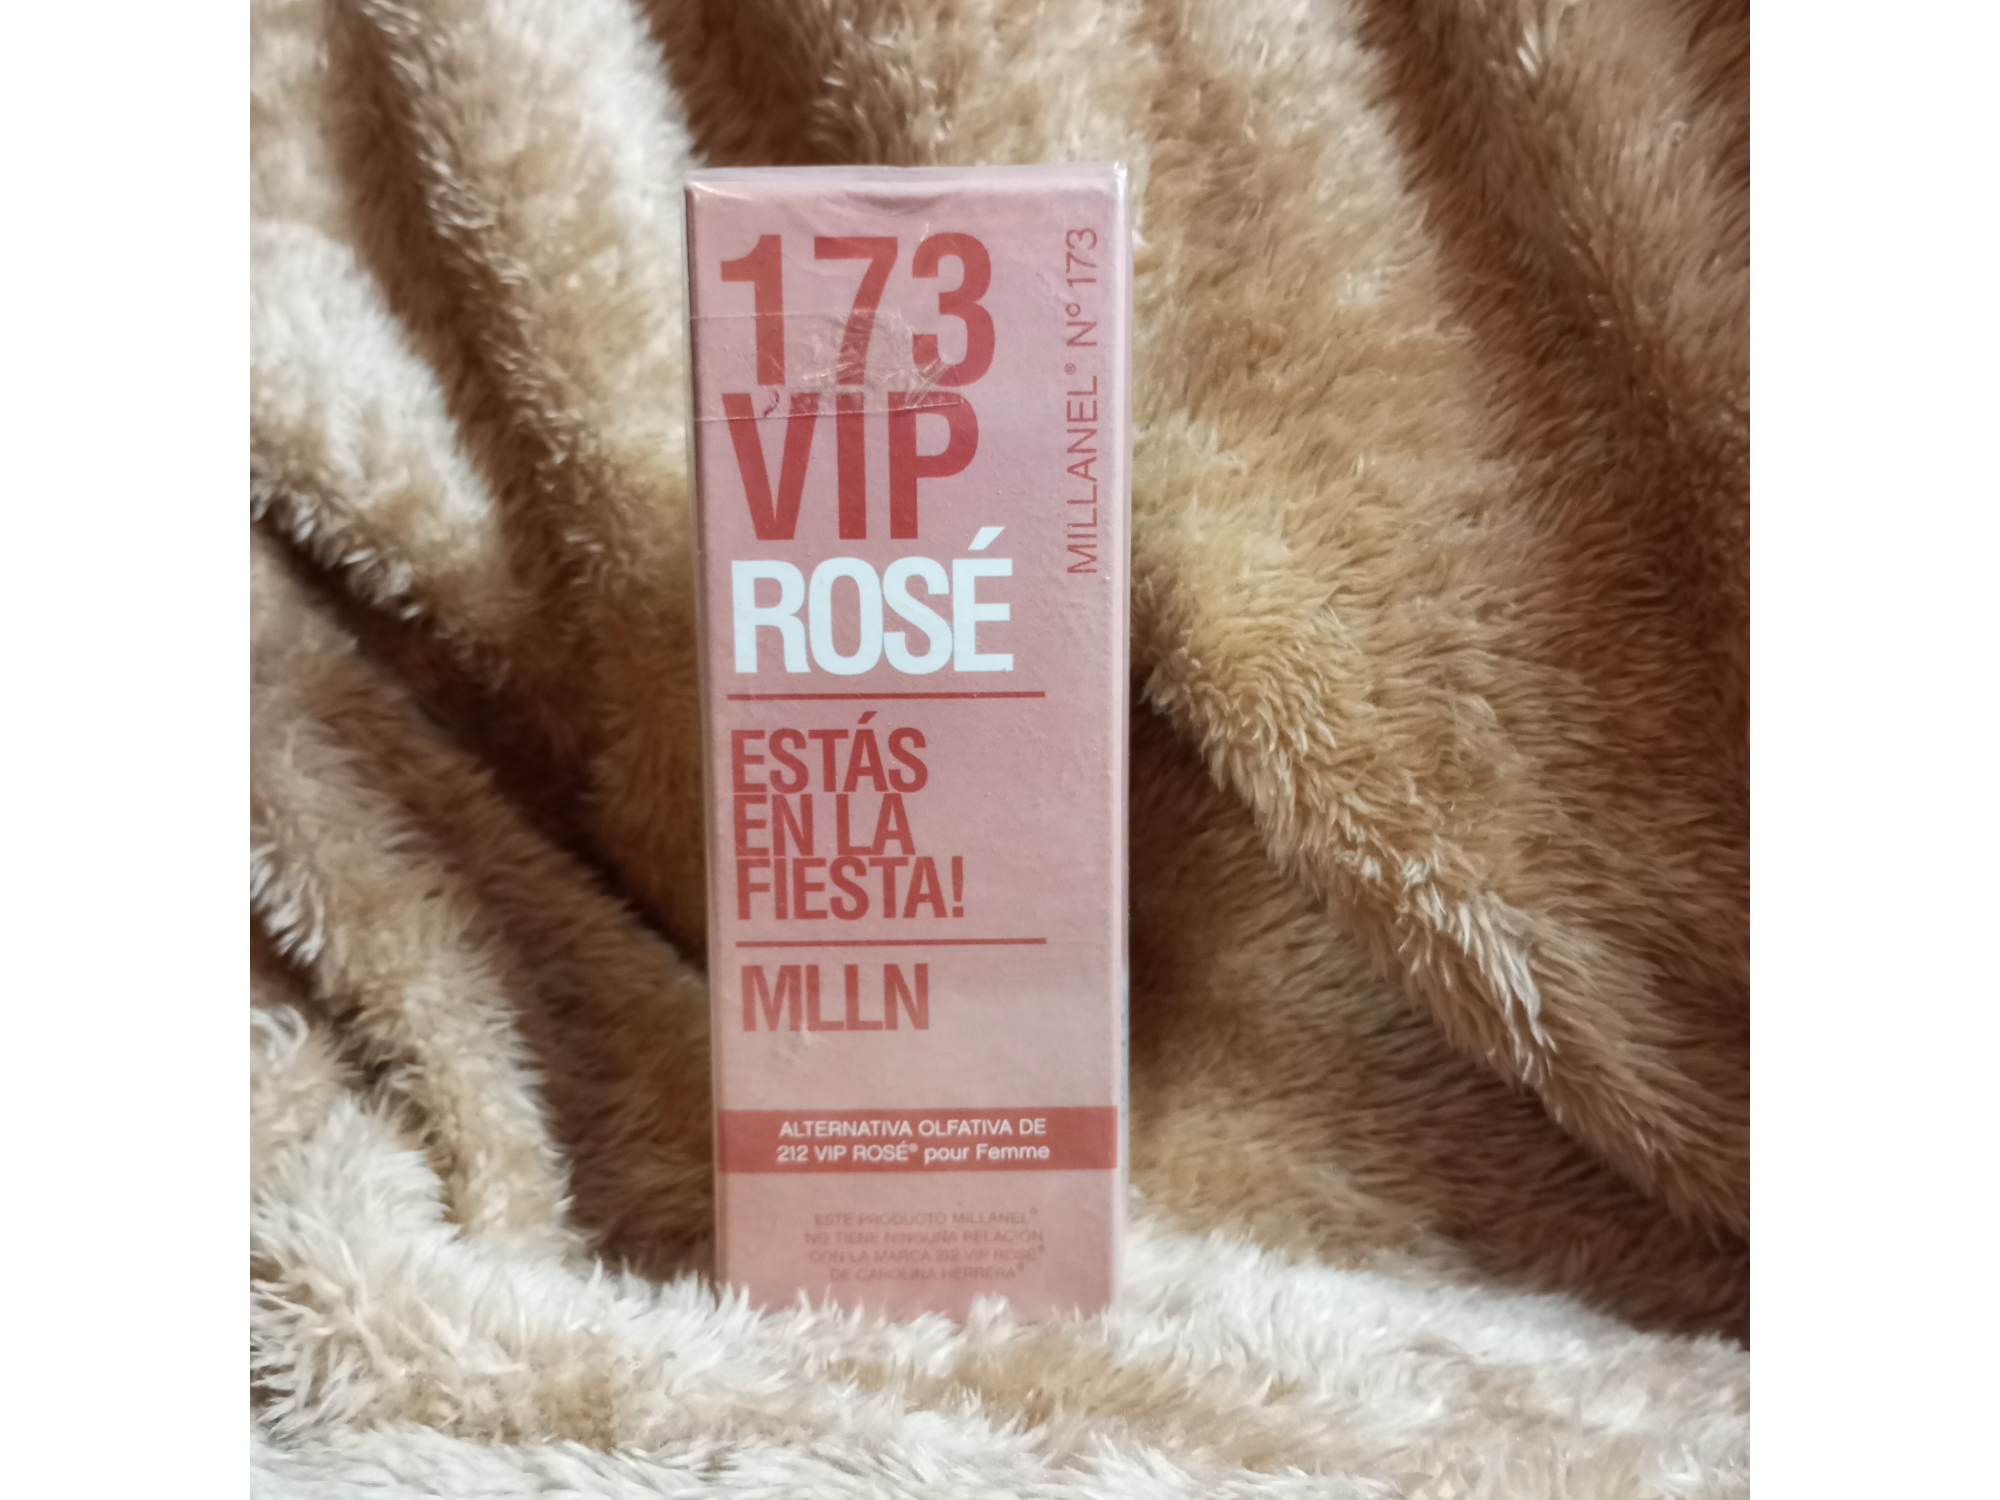 173
VIP
ROSÉ
MILLANEL® Nº 173
ESTÁS
EN LA
FIESTA!
MLLN
ALTERNATIVA OLFATIVA DE
212 VIP ROSÉ® pour Femme
ESTE PRODUCTO MILLANEL®
NO TIENE NINGUNA RELACIÓN
CON LA MARCA 212 VIP ROSÉ®
DE CAROLINA HERRERA®